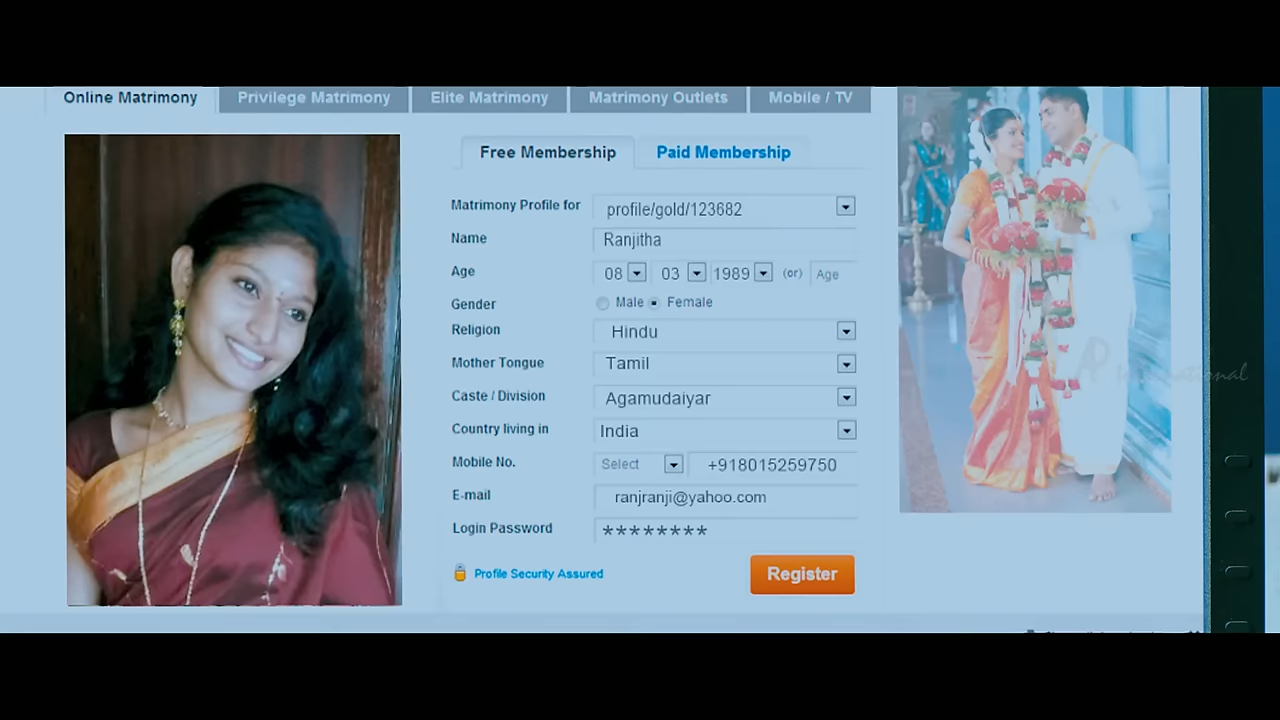 Online Matrimony Privilege Matrimony Elite Matrimony Matrimony Outlets Mobile / TV
Free Membership Paid Membership
Matrimony Profile for profile/gold/123682
Name Ranjitha
Age 08 03 1989 (or) Age
Gender Male Female
Religion Hindu
Mother Tongue Tamil
Caste / Division Agamudaiyar
Country living in India
Mobile No. Select +918015259750
E-mail ranjranji@yahoo.com
Login Password ********
Profile Security Assured Register
AP International